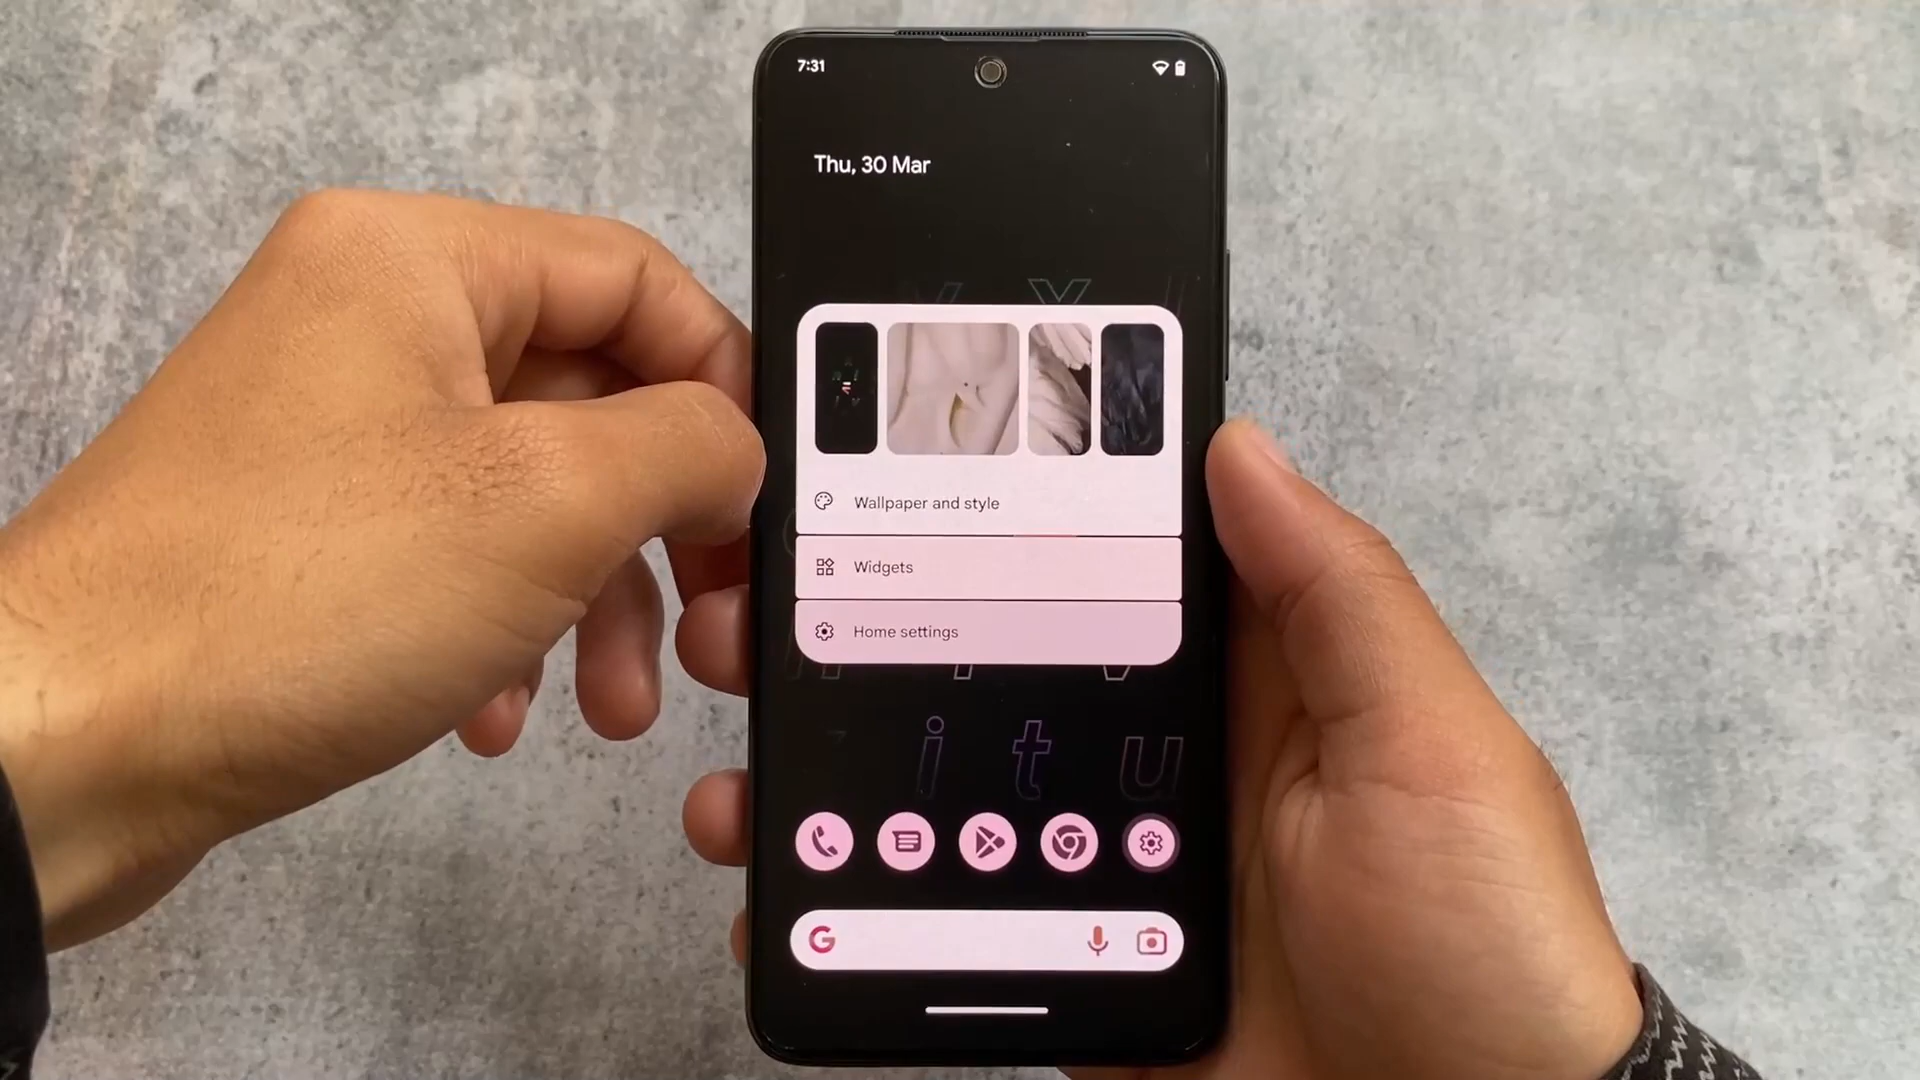 7:31
Thu, 30 Mar
X
Wallpaper and style
Widgets
Home settings
i t u
G